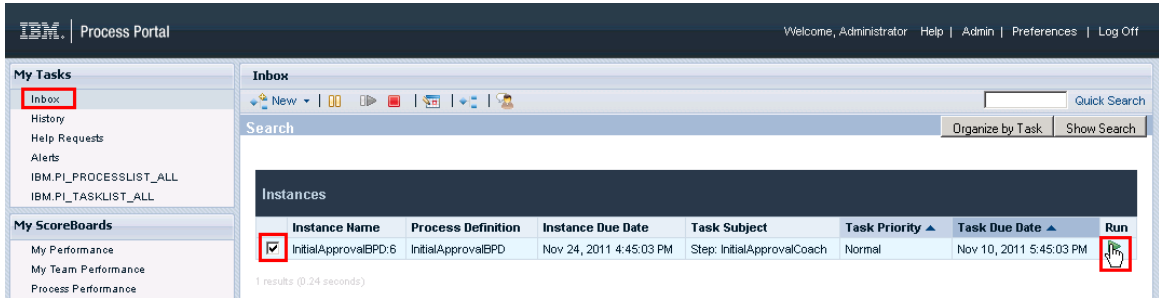 IBM. Process Portal
Welcome, Administrator Help | Admin | Preferences | Log Off
My Tasks
Inbox
History
Help Requests
Alerts
IBM.PI_PROCESSLIST_ALL
IBM.PI_TASKLIST_ALL
My ScoreBoards
My Performance
My Team Performance
Process Performance
Inbox
New
Quick Search
Search
Organize by Task
Show Search
Instances
Instance Name Process Definition Instance Due Date Task Subject Task Priority Task Due Date Run
InitialApprovalBPD:6 InitialApprovalBPD Nov 24, 2011 4:45:03 PM Step: InitialApprovalCoach Normal Nov 10, 2011 5:45:03 PM
1 results (0.24 seconds)